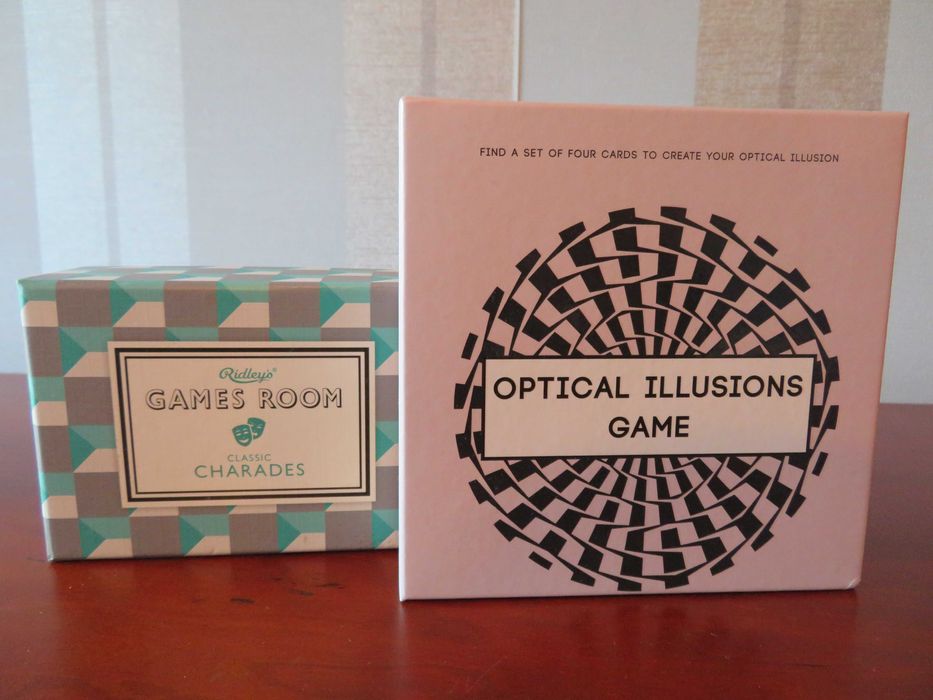 FIND A SET OF FOUR CARDS TO CREATE YOUR OPTICAL ILLUSION
OPTICAL ILLUSIONS
GAME
Ridley's®
GAMES ROOM
CLASSIC
CHARADES